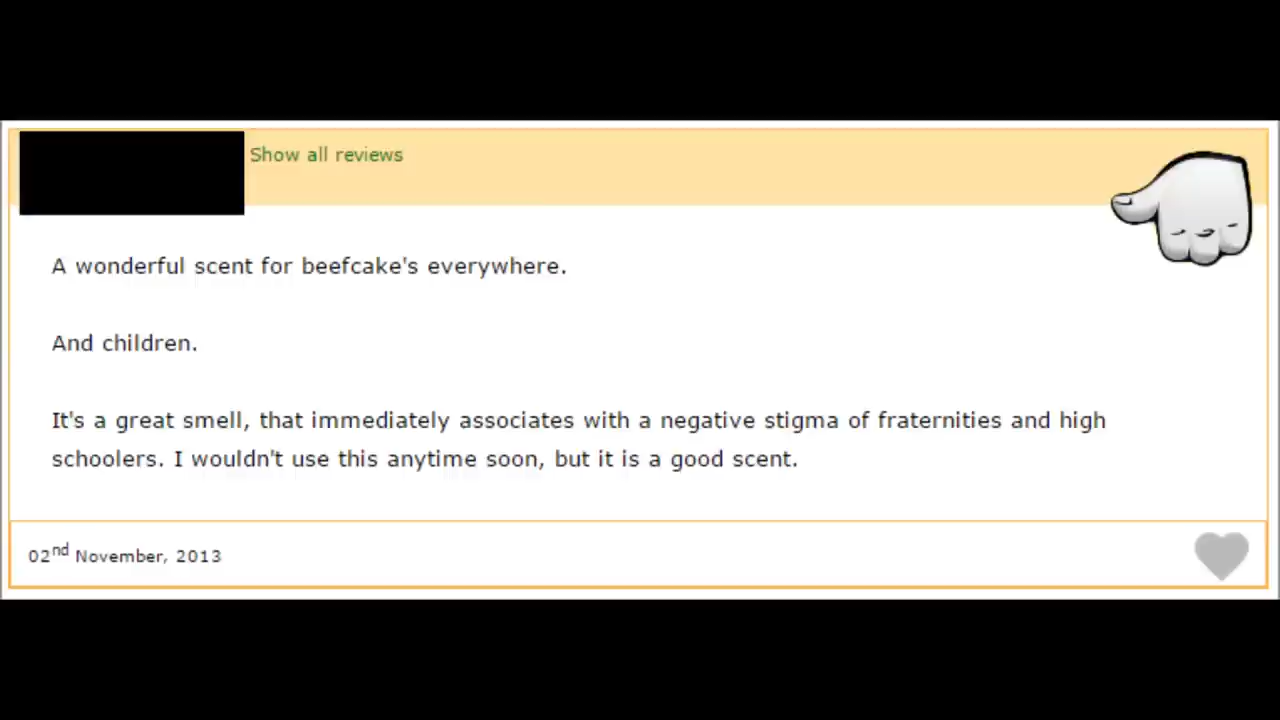 Show all reviews
A wonderful scent for beefcake's everywhere.
And children.
It's a great smell, that immediately associates with a negative stigma of fraternities and high
schoolers. I wouldn't use this anytime soon, but it is a good scent.
02nd November, 2013